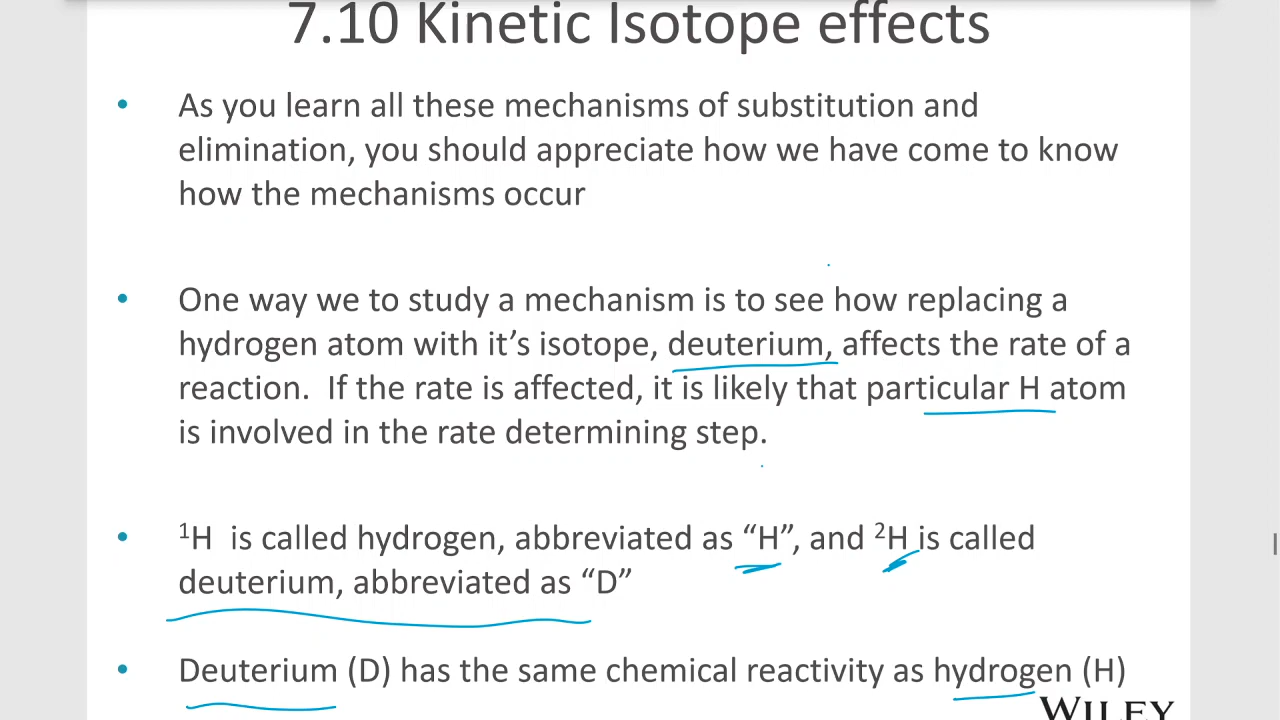 7.10 Kinetic Isotope effects
• As you learn all these mechanisms of substitution and
elimination, you should appreciate how we have come to know
how the mechanisms occur
• One way we to study a mechanism is to see how replacing a
hydrogen atom with it’s isotope, deuterium, affects the rate of a
reaction. If the rate is affected, it is likely that particular H atom
is involved in the rate determining step.
• ¹H is called hydrogen, abbreviated as “H”, and ²H is called
deuterium, abbreviated as “D”
• Deuterium (D) has the same chemical reactivity as hydrogen (H)
WILEY